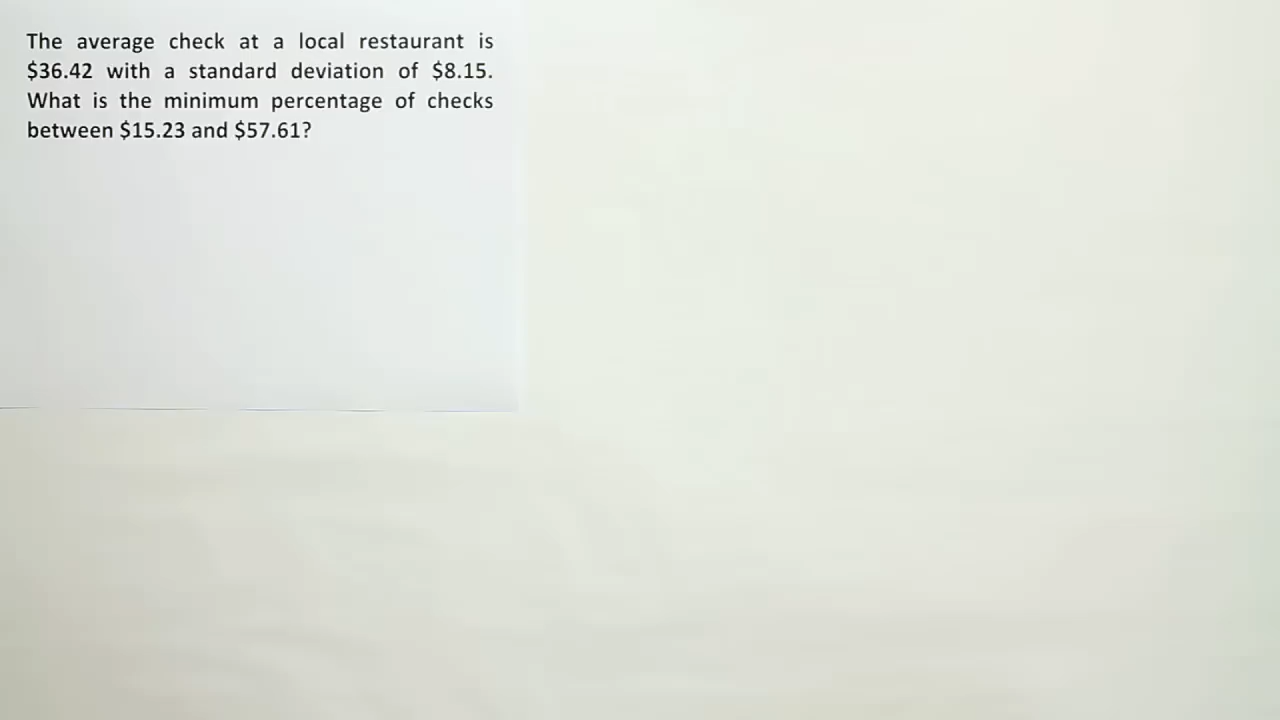 The average check at a local restaurant is
$36.42 with a standard deviation of $8.15.
What is the minimum percentage of checks
between $15.23 and $57.61?